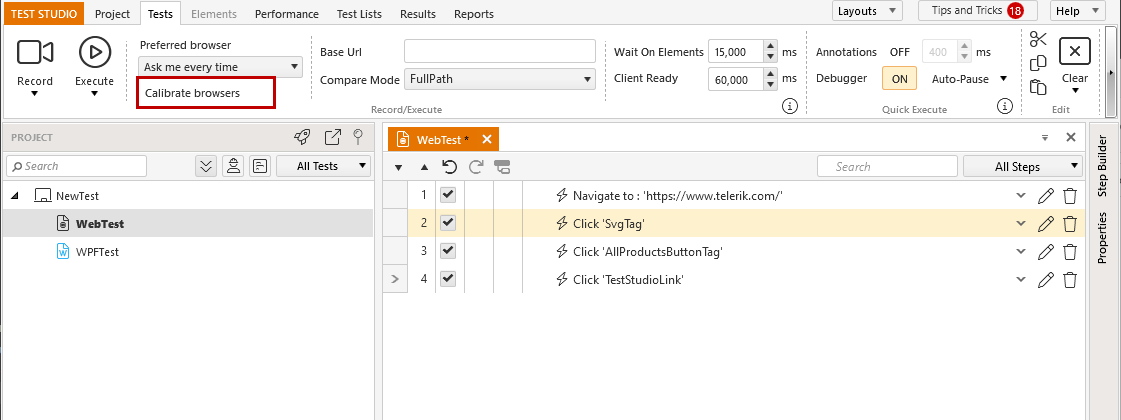 TEST STUDIO Project Tests Elements Performance Test Lists Results Reports Layouts Tips and Tricks 18 Help
Record
Execute
Preferred browser
Ask me every time
Calibrate browsers
Base Url
Compare Mode FullPath
Wait On Elements 15,000 ms
Client Ready 60,000 ms
Record/Execute
Annotations OFF 400 ms
Debugger ON Auto-Pause
Quick Execute
Clear
Edit
PROJECT
Search All Tests
NewTest
WebTest
WPFTest
WebTest *
Search All Steps
1 Navigate to : 'https://www.telerik.com/'
2 Click 'SvgTag'
3 Click 'AllProductsButtonTag'
4 Click 'TestStudioLink'
Step Builder
Properties